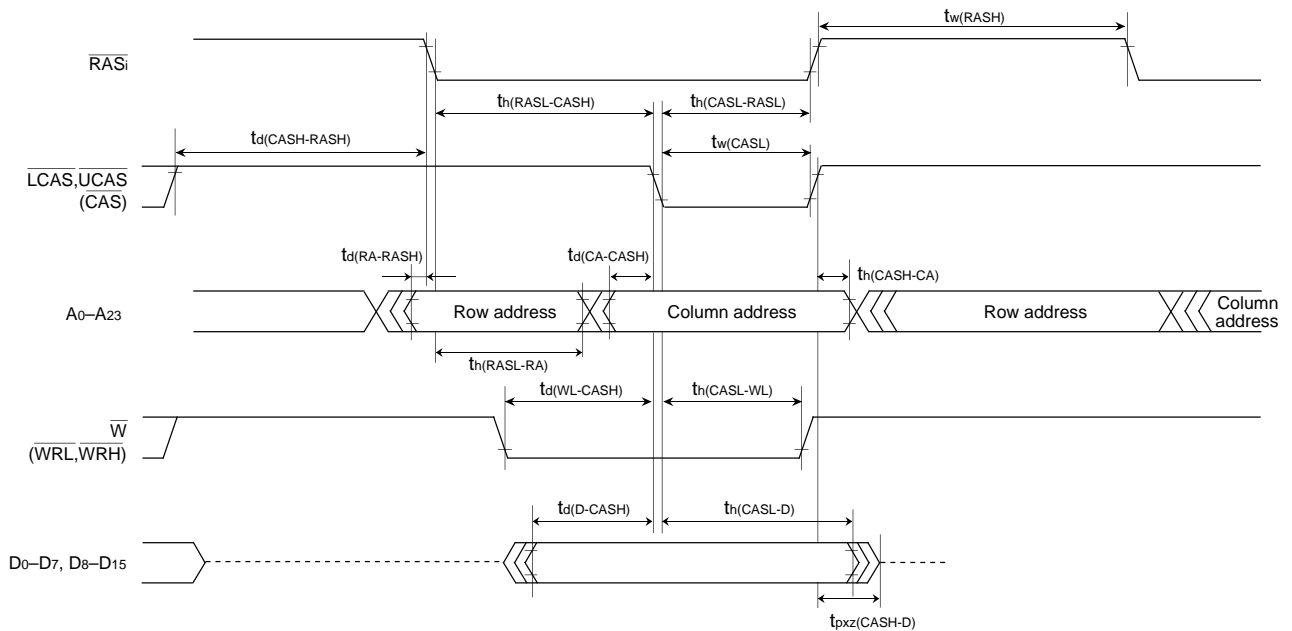 tw(RASH)
RASi
th(RASL-CASH)
th(CASL-RASL)
td(CASH-RASH)
tw(CASL)
LCAS,UCAS
(CAS)
td(RA-RASH)
td(CA-CASH)
th(CASH-CA)
A0–A23
Row address
Column address
Row address
Column
address
th(RASL-RA)
td(WL-CASH)
th(CASL-WL)
W
(WRL,WRH)
td(D-CASH)
th(CASL-D)
D0–D7, D8–D15
tpxz(CASH-D)